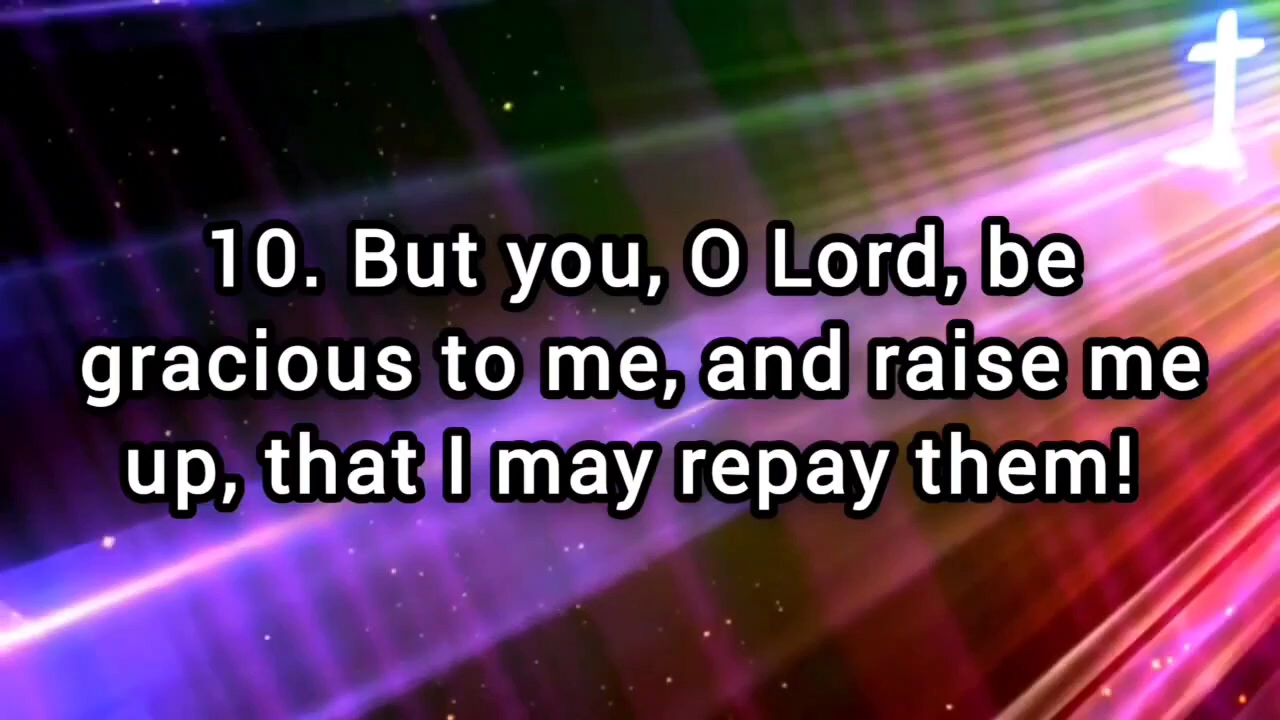 10. But you, O Lord, be
gracious to me, and raise me
up, that I may repay them!